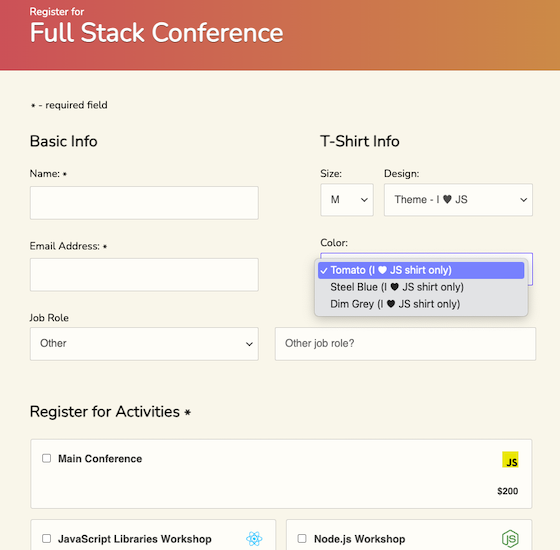 Register for
Full Stack Conference
* - required field
Basic Info
Name: *
Email Address: *
Job Role
Other
Other job role?
T-Shirt Info
Size:
M
Design:
Theme - I ♥ JS
Color:
✓ Tomato (I ♥ JS shirt only)
Steel Blue (I ♥ JS shirt only)
Dim Grey (I ♥ JS shirt only)
Register for Activities *
Main Conference
JS
$200
JavaScript Libraries Workshop
Node.js Workshop
JS